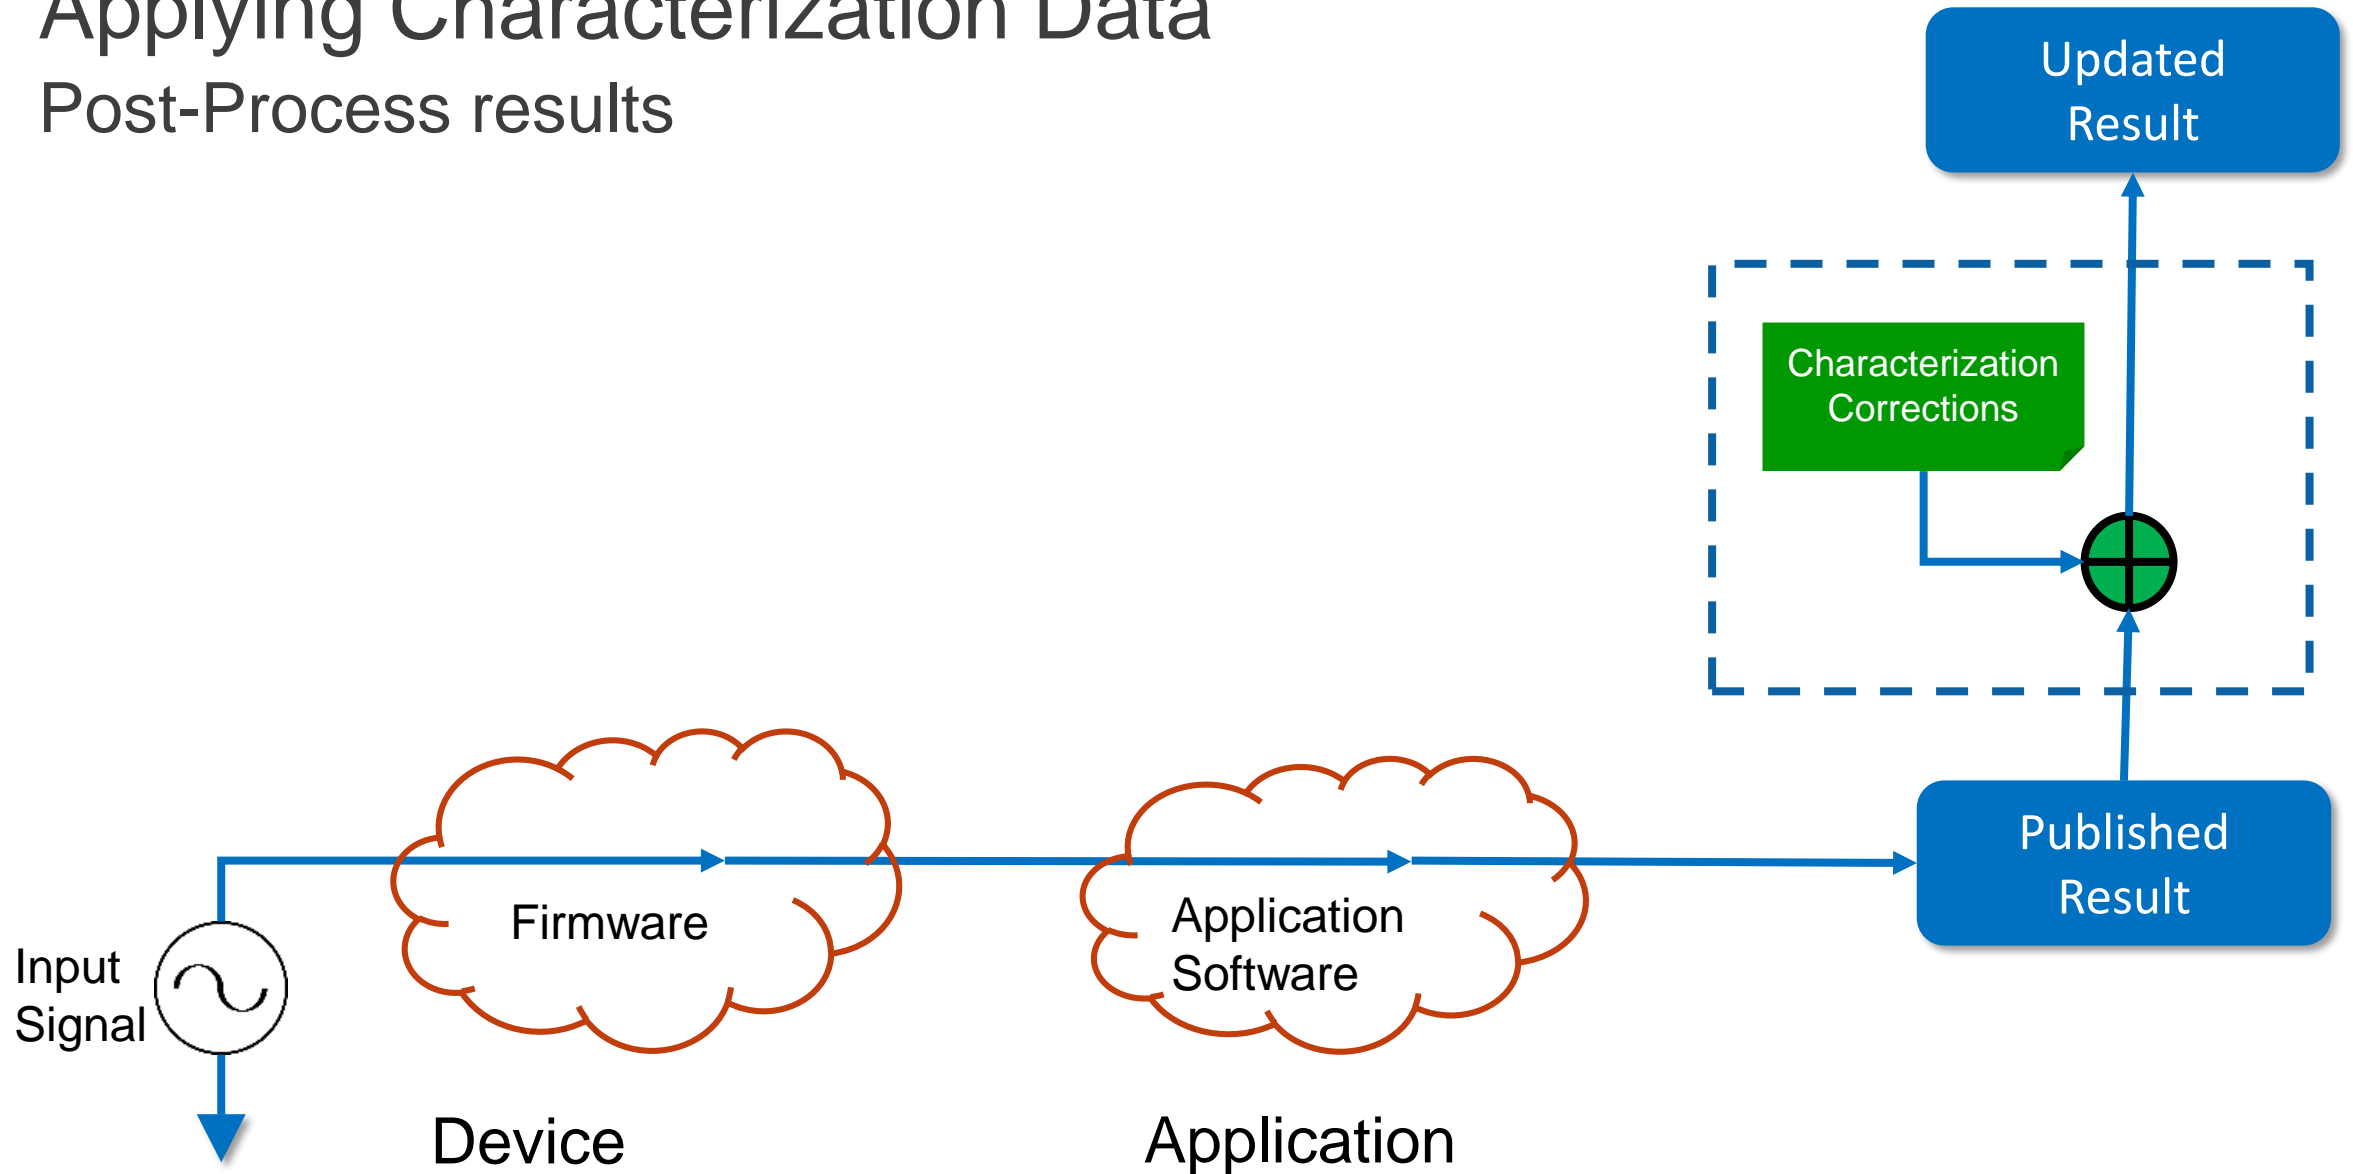 Applying Characterization Data
Post-Process results
Updated
Result
Characterization
Corrections
Published
Result
Firmware
Application
Software
Input
Signal
Device
Application